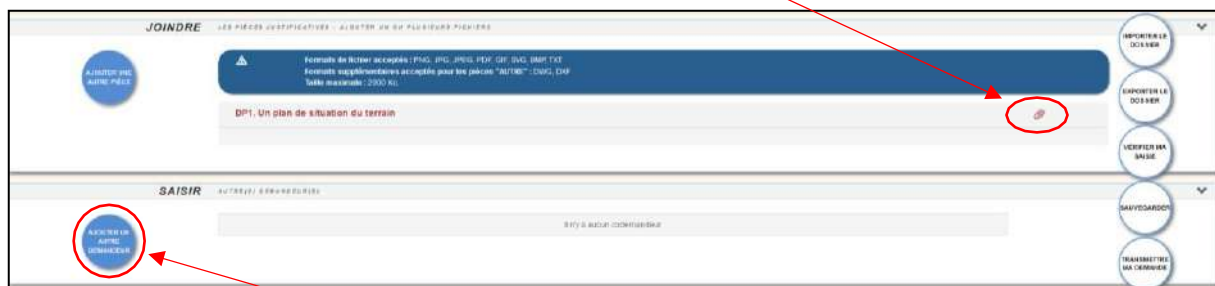 JOINDRE LES PIÈCES JUSTIFICATIVES - AJOUTER UN OU PLUSIEURS FICHIERS
IMPORTER LE
DOSSIER
AJOUTER UNE
AUTRE PIÈCE
Formats de fichier acceptés : PNG, JPG, JPEG, PDF, GIF, SVG, BMP, TXT
Formats supplémentaires acceptés pour les pièces "AUTRE" : DWG, DXF
Taille maximale : 2900 Ko.
EXPORTER LE
DOSSIER
DP1. Un plan de situation du terrain
VÉRIFIER MA
SAISIE
SAISIR AUTRE(S) DEMANDEUR(S)
SAUVEGARDER
AJOUTER UN
AUTRE
DEMANDEUR
Il n'y a aucun codemandeur
TRANSMETTRE
MA DEMANDE